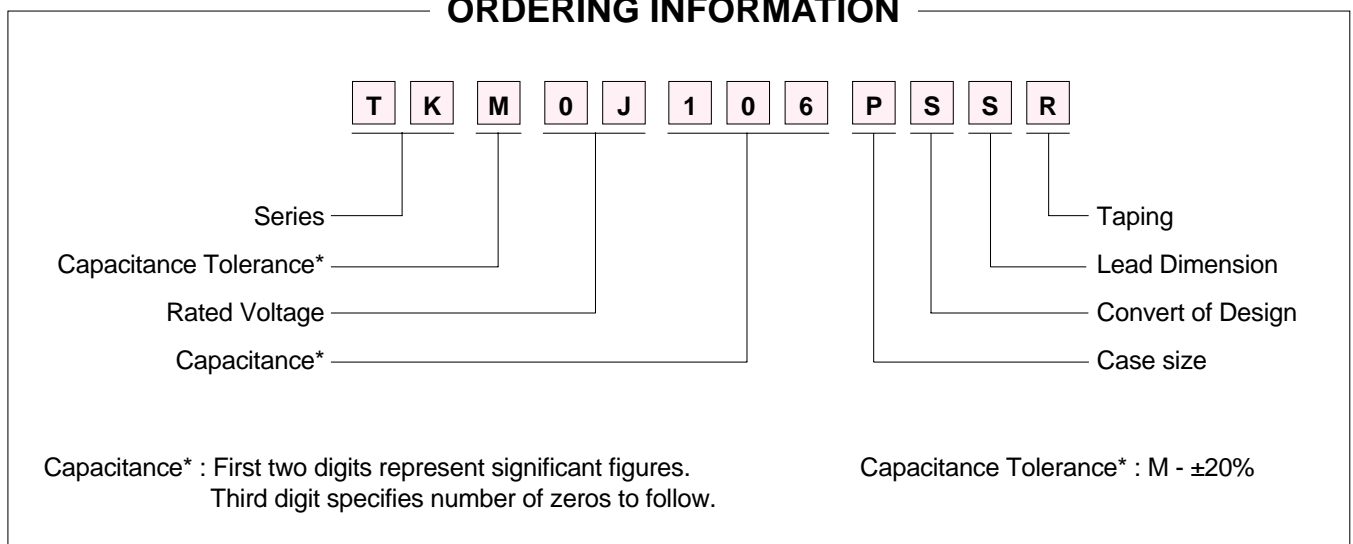 ORDERING INFORMATION
T K M 0 J 1 0 6 P S S R
Series
Capacitance Tolerance*
Rated Voltage
Capacitance*
Taping
Lead Dimension
Convert of Design
Case size
Capacitance* : First two digits represent significant figures.
Third digit specifies number of zeros to follow.
Capacitance Tolerance* : M - ±20%